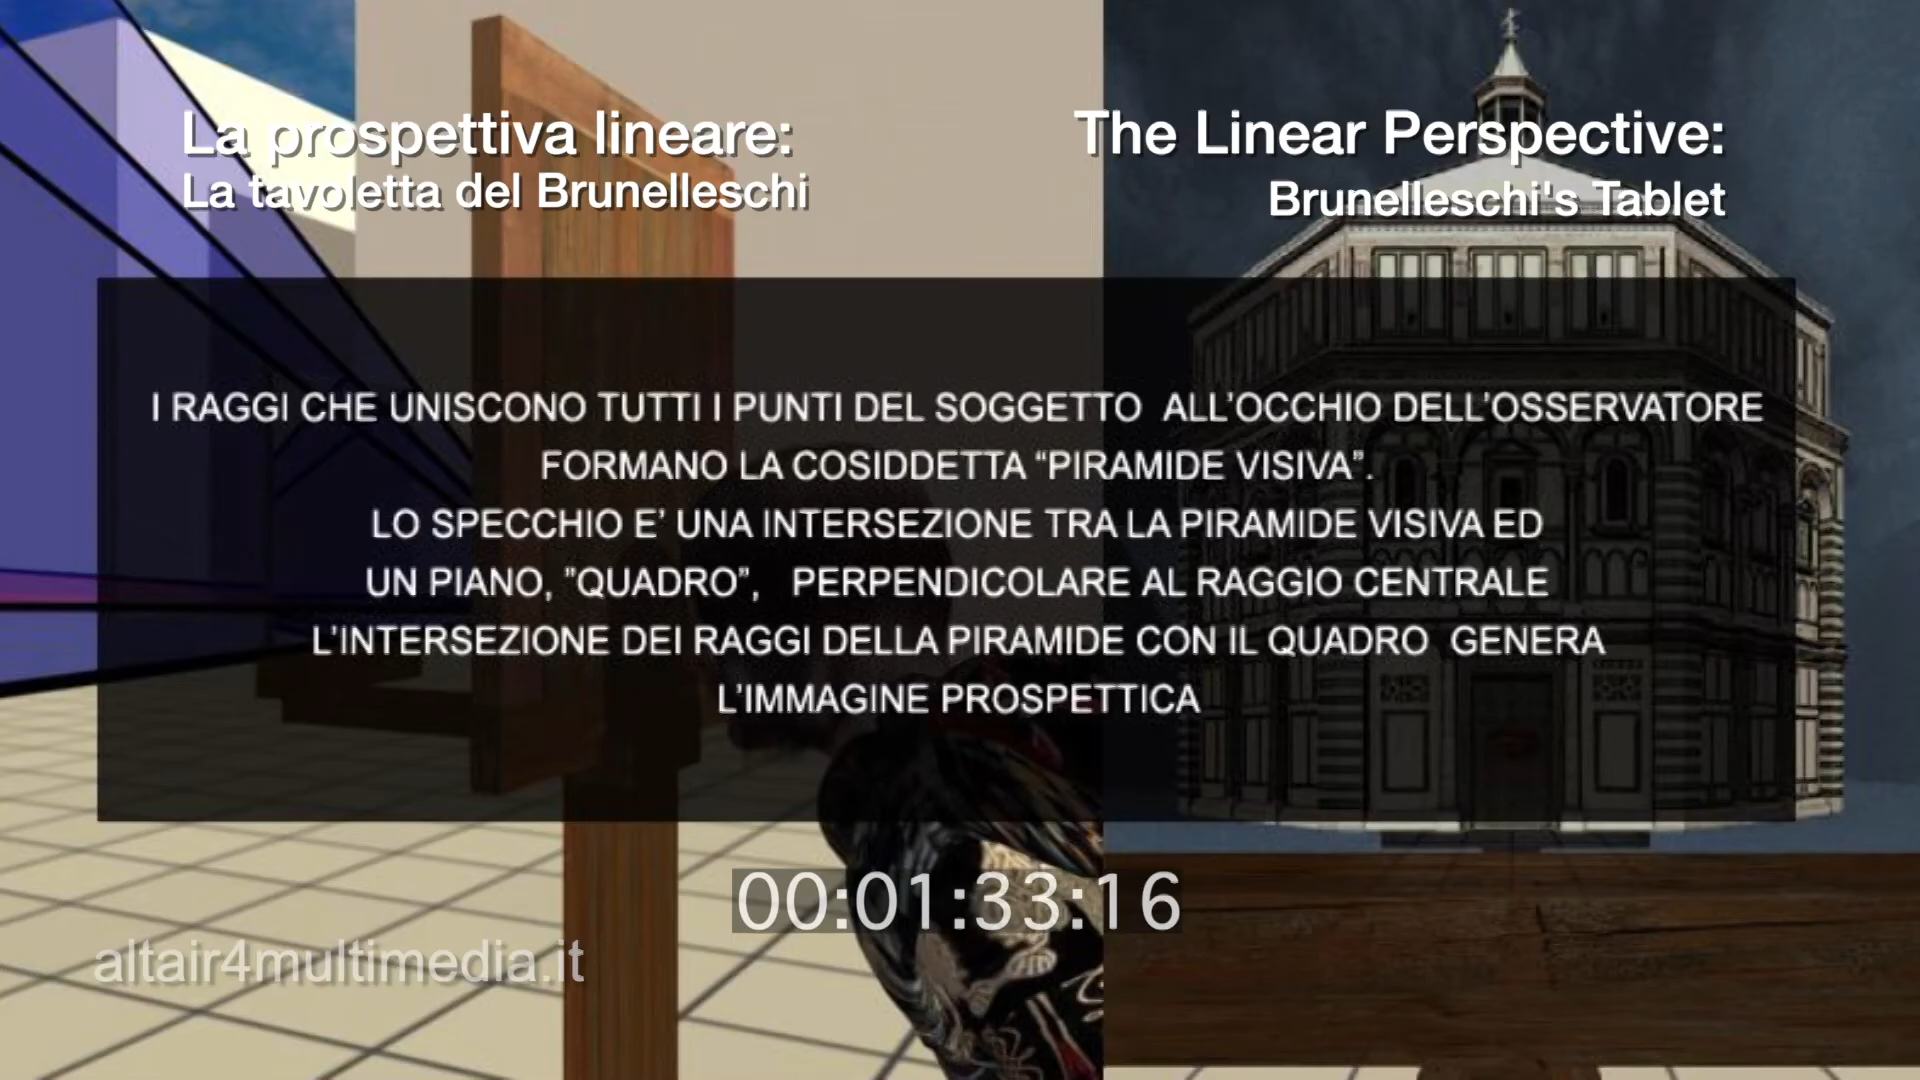 La prospettiva lineare:
La tavoletta del Brunelleschi
The Linear Perspective:
Brunelleschi's Tablet
I RAGGI CHE UNISCONO TUTTI I PUNTI DEL SOGGETTO ALL’OCCHIO DELL’OSSERVATORE
FORMANO LA COSIDDETTA “PIRAMIDE VISIVA”.
LO SPECCHIO E’ UNA INTERSEZIONE TRA LA PIRAMIDE VISIVA ED
UN PIANO, ”QUADRO”, PERPENDICOLARE AL RAGGIO CENTRALE
L’INTERSEZIONE DEI RAGGI DELLA PIRAMIDE CON IL QUADRO GENERA
L’IMMAGINE PROSPETTICA
00:01:33:16
altair4multimedia.it